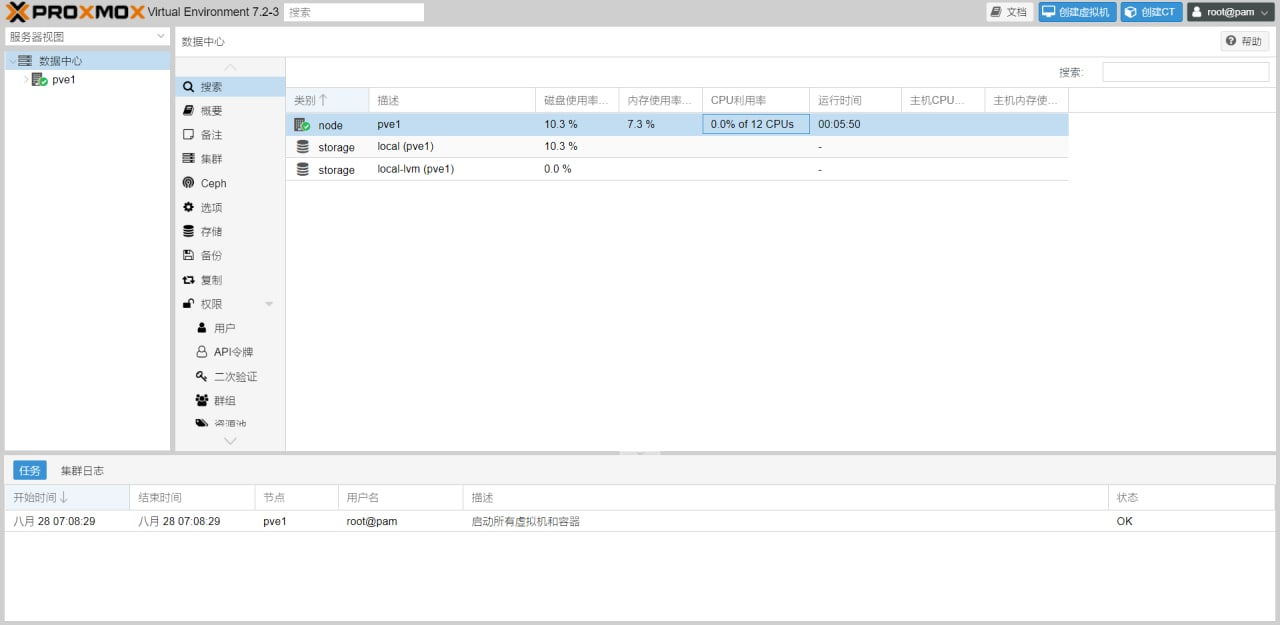 PROXMOX Virtual Environment 7.2-3 搜索 文档 创建虚拟机 创建CT root@pam
服务器视图
数据中心
pve1
数据中心 帮助
搜索
概要
备注
集群
Ceph
选项
存储
备份
复制
权限
用户
API令牌
二次验证
群组
资源池
搜索:
类别 描述 磁盘使用率... 内存使用率... CPU利用率 运行时间 主机CPU... 主机内存使...
node pve1 10.3 % 7.3 % 0.0% of 12 CPUs 00:05:50
storage local (pve1) 10.3 % -
storage local-lvm (pve1) 0.0 % -
任务 集群日志
开始时间 结束时间 节点 用户名 描述 状态
八月 28 07:08:29 八月 28 07:08:29 pve1 root@pam 启动所有虚拟机和容器 OK